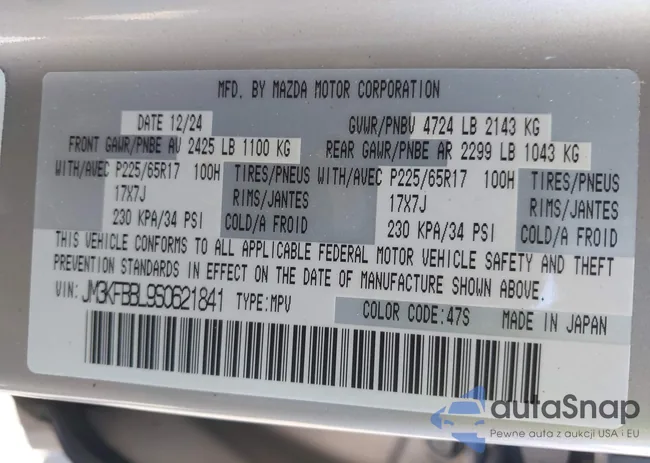 MFD. BY MAZDA MOTOR CORPORATION
DATE 12/24 GVWR/PNBV 4724 LB 2143 KG
FRONT GAWR/PNBE AV 2425 LB 1100 KG REAR GAWR/PNBE AR 2299 LB 1043 KG
WITH/AVEC P225/65R17 100H TIRES/PNEUS WITH/AVEC P225/65R17 100H TIRES/PNEUS
17X7J RIMS/JANTES 17X7J RIMS/JANTES
230 KPA/34 PSI COLD/A FROID 230 KPA/34 PSI COLD/A FROID
THIS VEHICLE CONFORMS TO ALL APPLICABLE FEDERAL MOTOR VEHICLE SAFETY AND THEFT
PREVENTION STANDARDS IN EFFECT ON THE DATE OF MANUFACTURE SHOWN ABOVE.
VIN: JM3KFBBL9S0621841 TYPE:MPV COLOR CODE:47S MADE IN JAPAN
autaSnap
Pewne auta z aukcji USA i EU